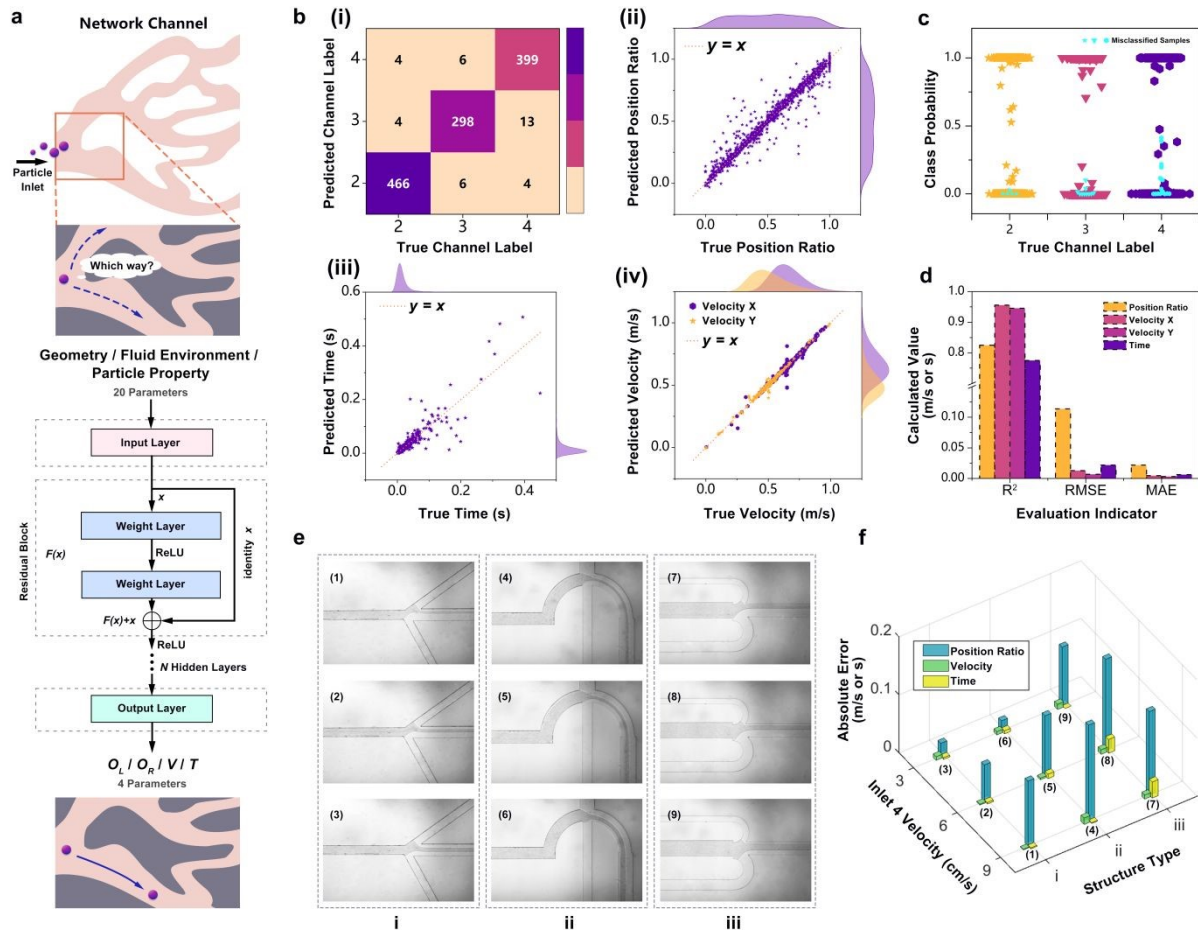 a
Network Channel
Particle
Inlet
Which way?
Geometry / Fluid Environment /
Particle Property
20 Parameters
Input Layer
x
Weight Layer
ReLU
Weight Layer
F(x)
F(x)+x
identity x
Residual Block
ReLU
N Hidden Layers
Output Layer
O_L / O_R / V / T
4 Parameters
b
(i)
Predicted Channel Label
4
3
2
4
6
399
4
298
13
466
6
4
2
3
4
True Channel Label
(ii)
Predicted Position Ratio
y = x
1.0
0.5
0.0
0.0
0.5
1.0
True Position Ratio
(iii)
Predicted Time (s)
y = x
0.6
0.4
0.2
0.0
0.0
0.2
0.4
True Time (s)
(iv)
Predicted Velocity (m/s)
Velocity X
Velocity Y
y = x
1.0
0.5
0.0
0.0
0.5
1.0
True Velocity (m/s)
c
Misclassified Samples
Class Probability
1.0
0.5
0.0
2
3
4
True Channel Label
d
Calculated Value
(m/s or s)
1.0
0.9
0.8
0.10
0.05
0.00
Position Ratio
Velocity X
Velocity Y
Time
R²
RMSE
MAE
Evaluation Indicator
e
(1)
(4)
(7)
(2)
(5)
(8)
(3)
(6)
(9)
i
ii
iii
f
Absolute Error
(m/s or s)
0.2
0.1
0
Position Ratio
Velocity
Time
(9)
(6)
(3)
(8)
(5)
(2)
(7)
(4)
(1)
3
6
9
Inlet 4 Velocity (cm/s)
i
ii
iii
Structure Type